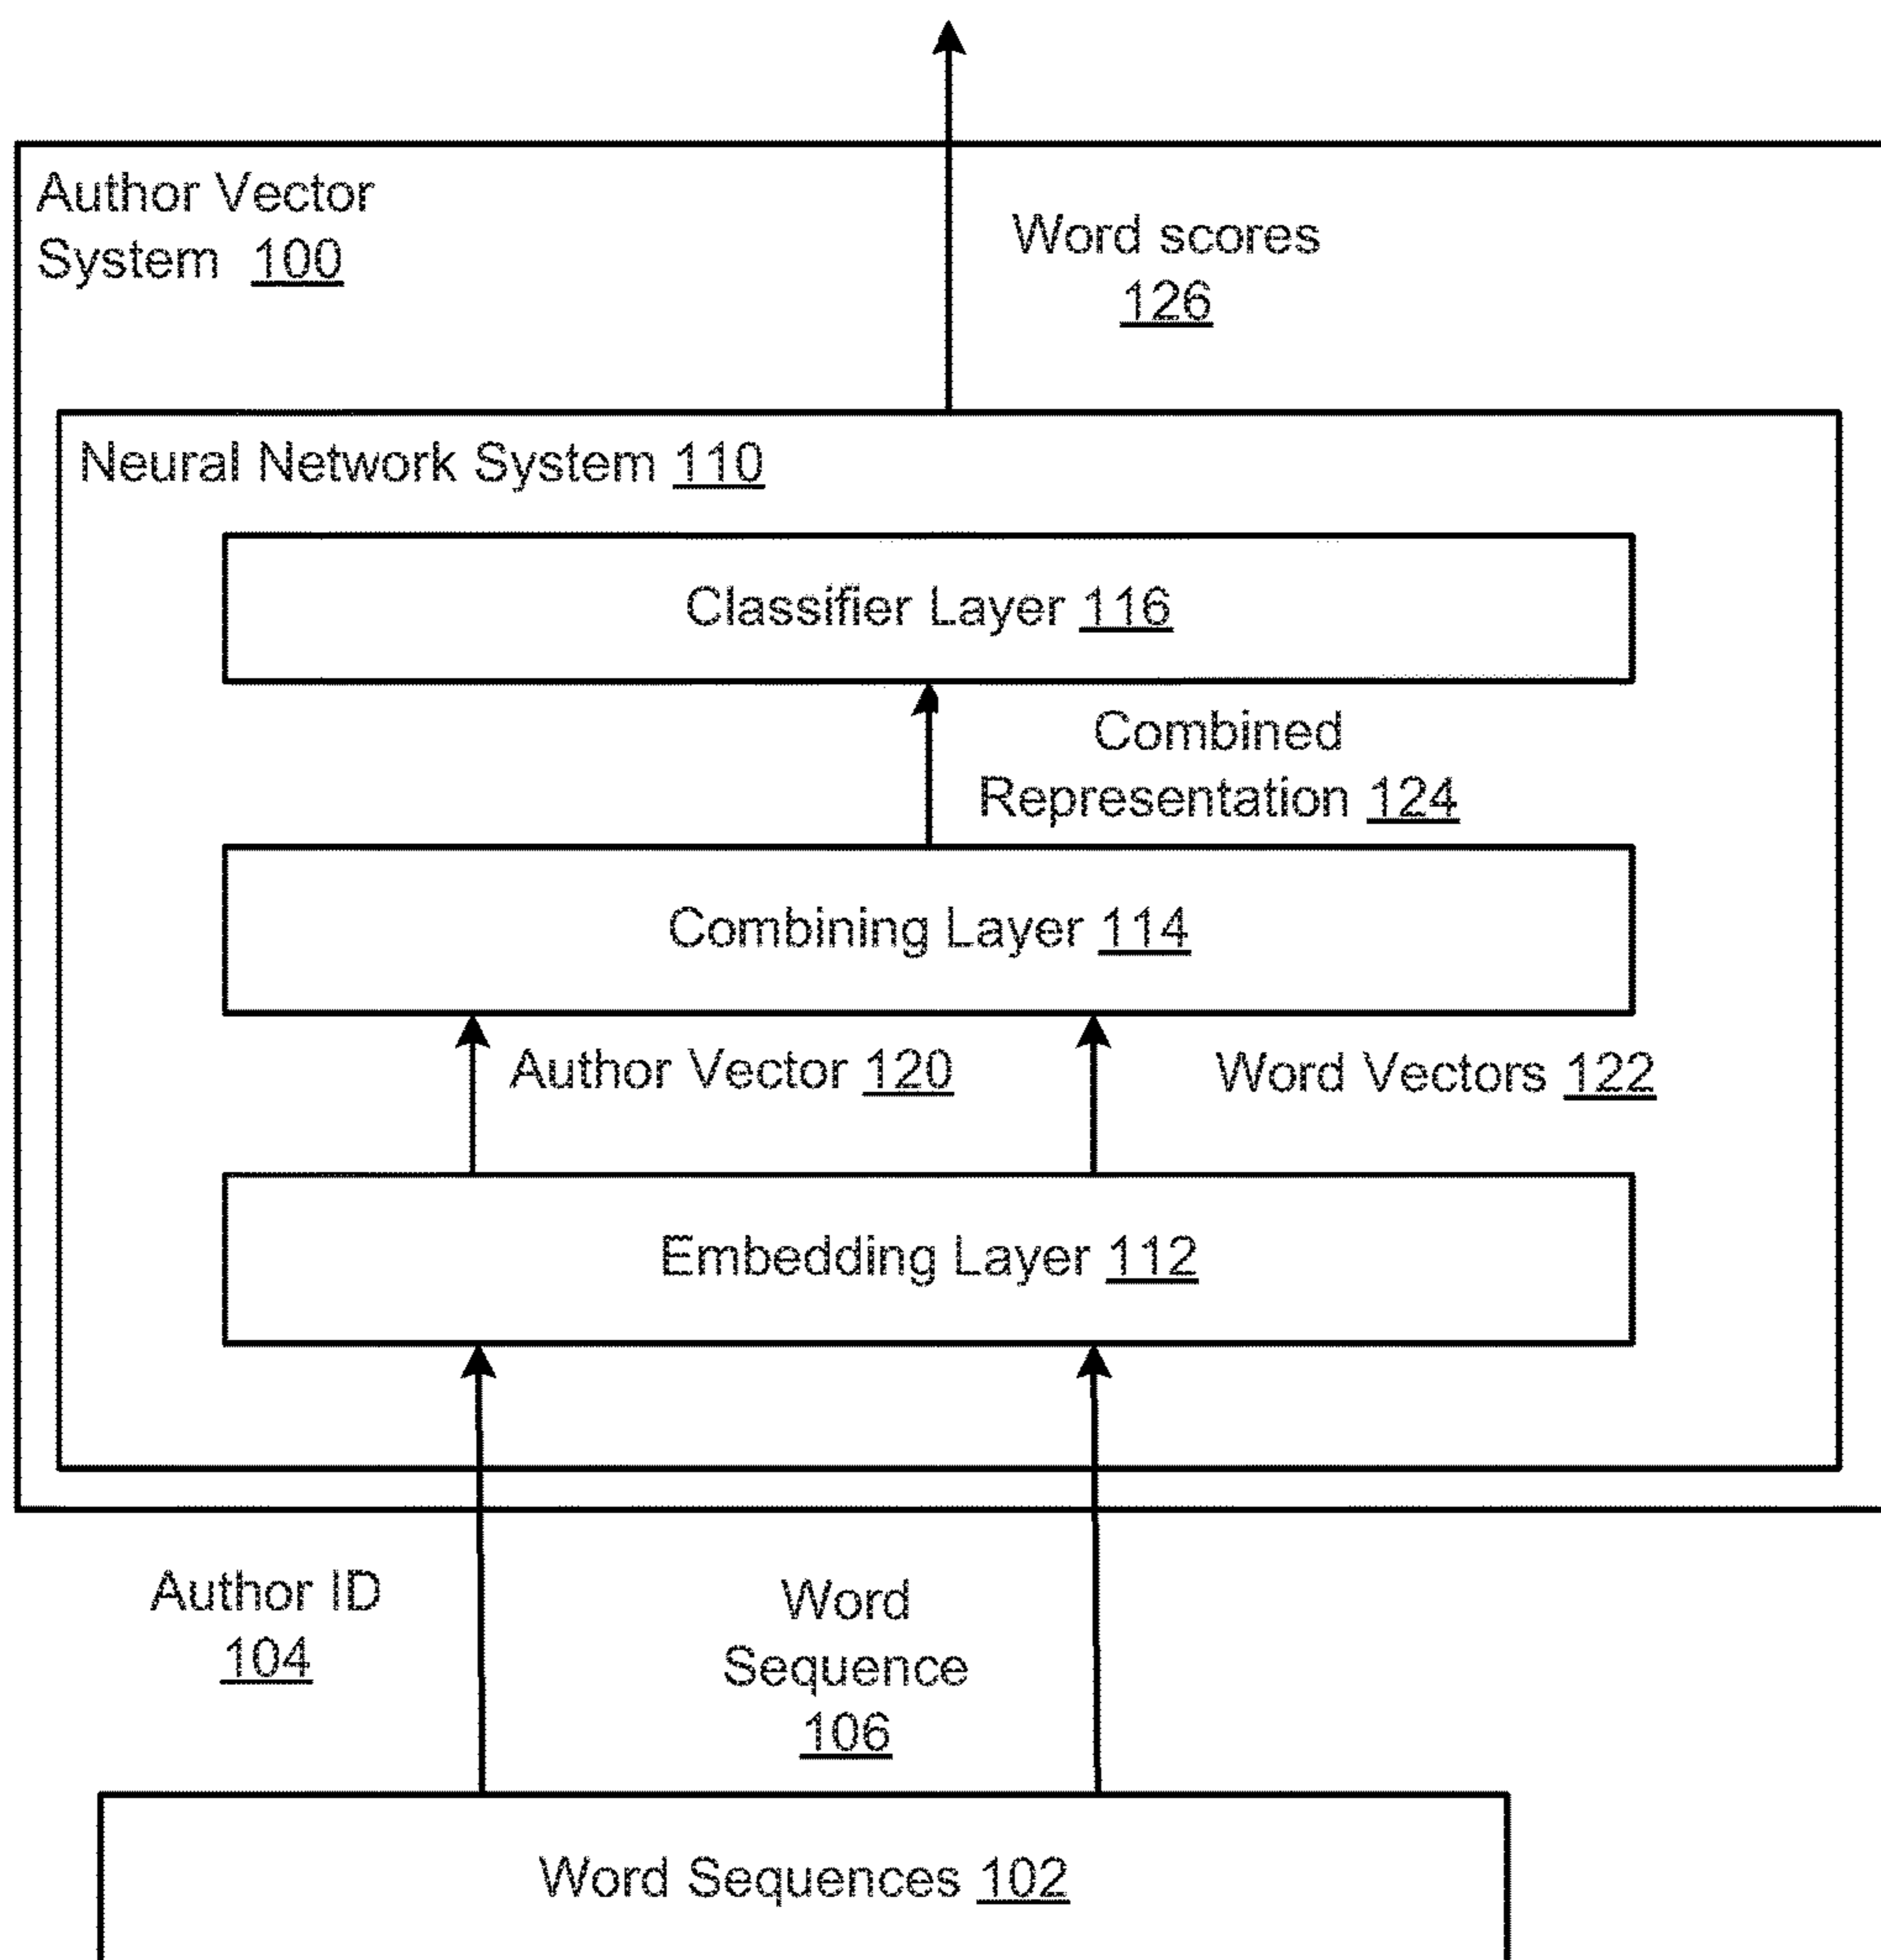 Author Vector
System 100
Word scores
126
Neural Network System 110
Classifier Layer 116
Combined
Representation 124
Combining Layer 114
Author Vector 120
Word Vectors 122
Embedding Layer 112
Author ID
104
Word
Sequence
106
Word Sequences 102